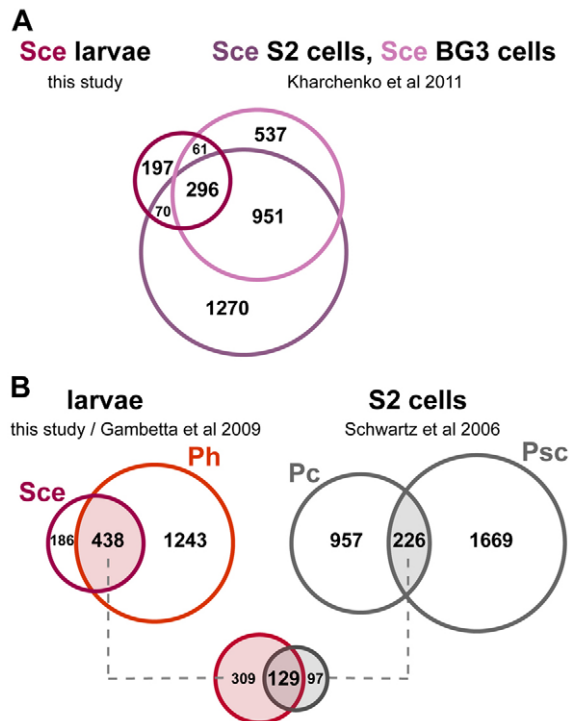 A
Sce larvae
this study
Sce S2 cells, Sce BG3 cells
Kharchenko et al 2011
537
61
197
296
70
951
1270
B
larvae
this study / Gambetta et al 2009
S2 cells
Schwartz et al 2006
Sce
Ph
186
438
1243
Pc
Psc
957
226
1669
309
129
97